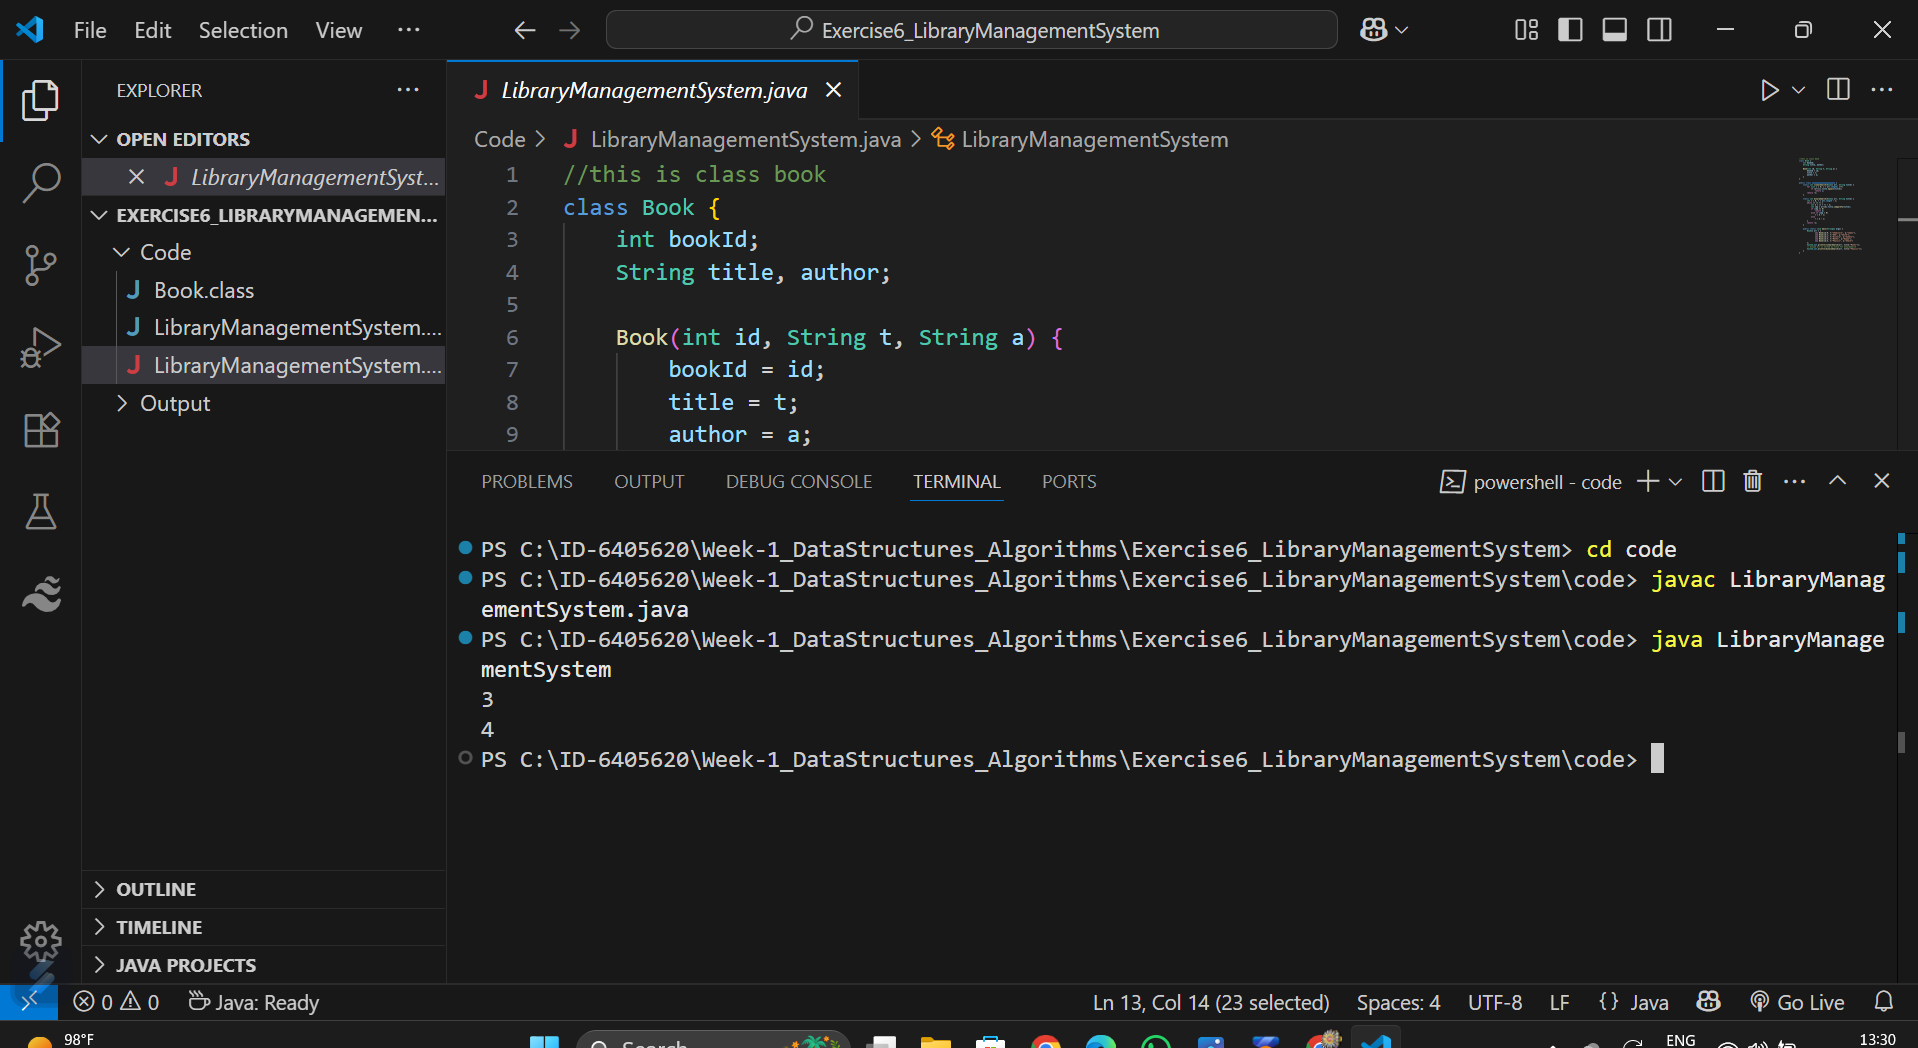 File Edit Selection View ···
Exercise6_LibraryManagementSystem
EXPLORER ···
OPEN EDITORS
LibraryManagementSyst...
EXERCISE6_LIBRARYMANAGEMEN...
Code
J Book.class
J LibraryManagementSystem....
J LibraryManagementSystem....
Output
OUTLINE
TIMELINE
JAVA PROJECTS
J LibraryManagementSystem.java
Code > J LibraryManagementSystem.java > LibraryManagementSystem
1 //this is class book
2 class Book {
3 int bookId;
4 String title, author;
5
6 Book(int id, String t, String a) {
7 bookId = id;
8 title = t;
9 author = a;
PROBLEMS OUTPUT DEBUG CONSOLE TERMINAL PORTS
powershell - code
PS C:\ID-6405620\Week-1_DataStructures_Algorithms\Exercise6_LibraryManagementSystem> cd code
PS C:\ID-6405620\Week-1_DataStructures_Algorithms\Exercise6_LibraryManagementSystem\code> javac LibraryManag
ementSystem.java
PS C:\ID-6405620\Week-1_DataStructures_Algorithms\Exercise6_LibraryManagementSystem\code> java LibraryManage
mentSystem
3
4
PS C:\ID-6405620\Week-1_DataStructures_Algorithms\Exercise6_LibraryManagementSystem\code>
0 0 Java: Ready
Ln 13, Col 14 (23 selected) Spaces: 4 UTF-8 LF {} Java Go Live
98°F
Search
ENG
13:30